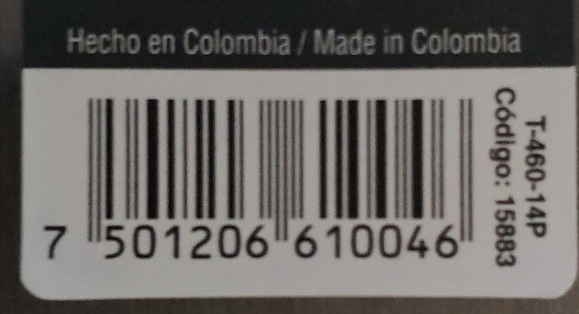 Hecho en Colombia / Made in Colombia
7 501206 610046
T-460-14P
Código: 15883